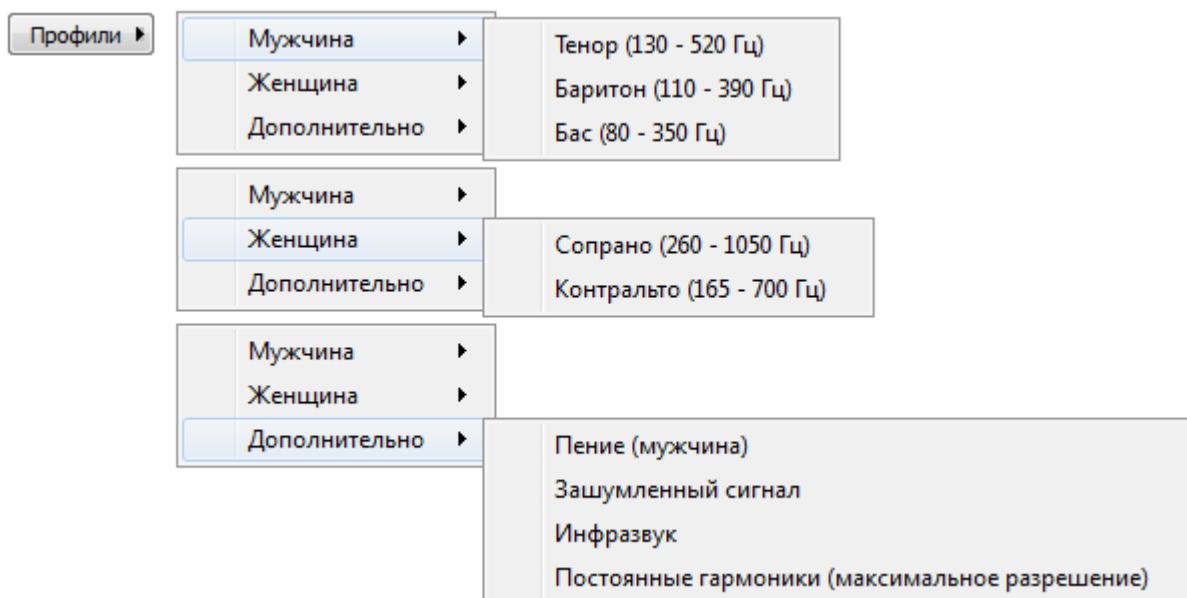 Профили
Мужчина
Женщина
Дополнительно
Тенор (130 - 520 Гц)
Баритон (110 - 390 Гц)
Бас (80 - 350 Гц)
Мужчина
Женщина
Дополнительно
Сопрано (260 - 1050 Гц)
Контральто (165 - 700 Гц)
Мужчина
Женщина
Дополнительно
Пение (мужчина)
Зашумленный сигнал
Инфразвук
Постоянные гармоники (максимальное разрешение)